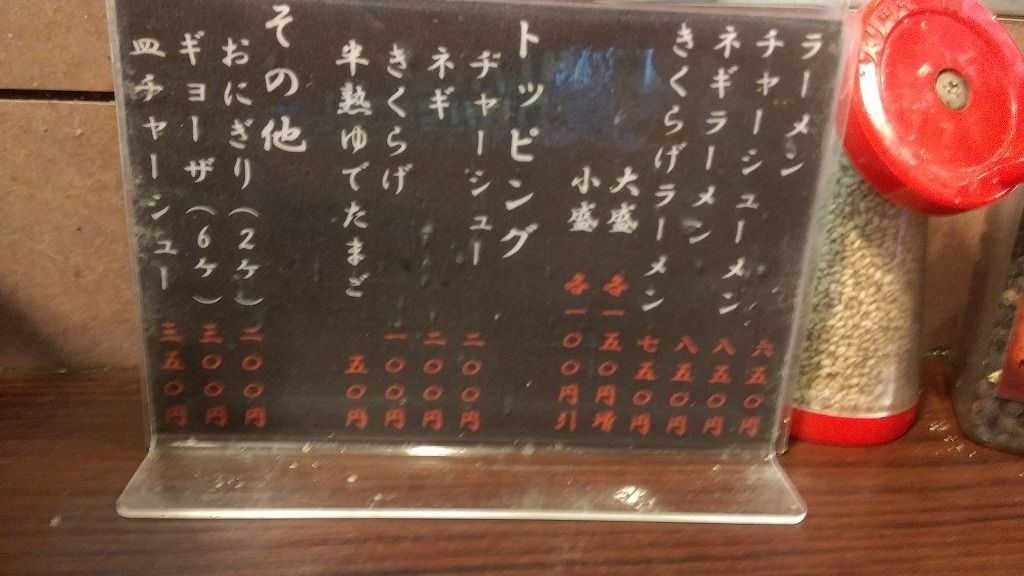 ラーメン 六五〇円
チャーシューメン 八五〇円
ネギラーメン 八五〇円
きくらげラーメン 七五〇円
大盛 各一五〇円増
小盛 各一〇〇円引
トッピング
チャーシュー 二〇〇円
ネギ 二〇〇円
きくらげ 一〇〇円
半熟ゆでたまご 五〇円
その他
おにぎり（2ヶ） 二〇〇円
ギョーザ（6ヶ） 三〇〇円
皿チャーシュー 三五〇円